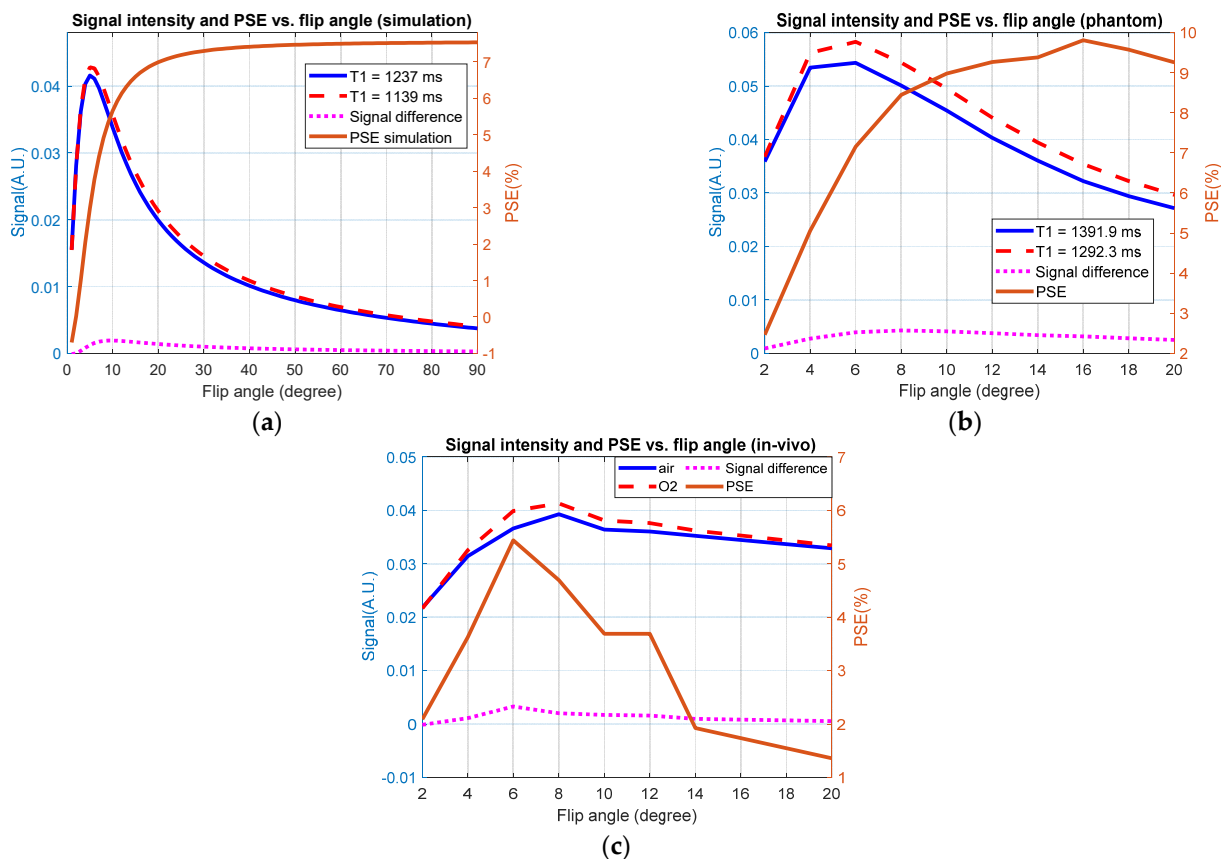 Signal intensity and PSE vs. flip angle (simulation)
Signal(A.U.)
0.04
0.03
0.02
0.01
0
7
6
5
4
3
2
1
0
-1
PSE(%)
T1 = 1237 ms
T1 = 1139 ms
Signal difference
PSE simulation
0 10 20 30 40 50 60 70 80 90
Flip angle (degree)
(a)
Signal intensity and PSE vs. flip angle (phantom)
Signal(A.U.)
0.06
0.05
0.04
0.03
0.02
0.01
0
10
9
8
7
6
5
4
3
2
PSE(%)
T1 = 1391.9 ms
T1 = 1292.3 ms
Signal difference
PSE
2 4 6 8 10 12 14 16 18 20
Flip angle (degree)
(b)
Signal intensity and PSE vs. flip angle (in-vivo)
Signal(A.U.)
0.05
0.04
0.03
0.02
0.01
0
-0.01
7
6
5
4
3
2
1
PSE(%)
air Signal difference
O2 PSE
2 4 6 8 10 12 14 16 18 20
Flip angle (degree)
(c)